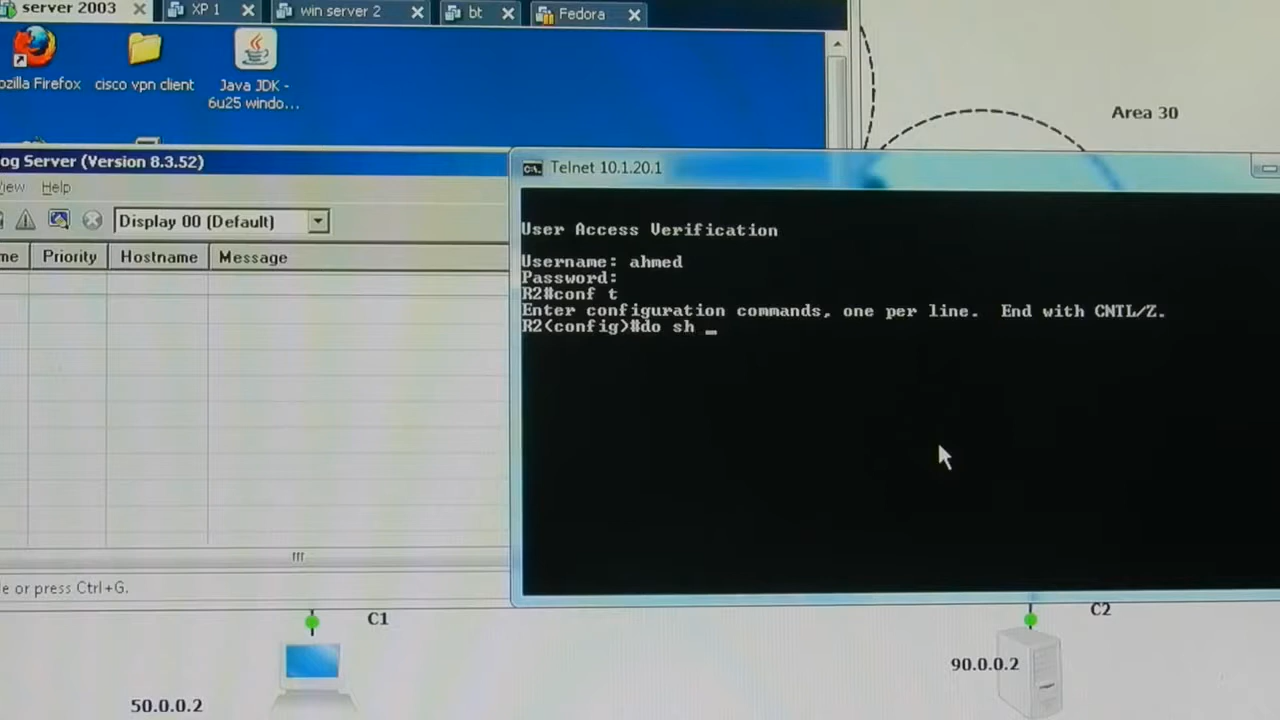 server 2003
XP 1
win server 2
bt
Fedora
ozilla Firefox
cisco vpn client
Java JDK -
6u25 windo...
Area 30
og Server (Version 8.3.52)
View Help
Display 00 (Default)
me Priority Hostname Message
Telnet 10.1.20.1
User Access Verification
Username: ahmed
Password:
R2#conf t
Enter configuration commands, one per line. End with CNTL/Z.
R2(config)#do sh _
e or press Ctrl+G.
C1
50.0.0.2
C2
90.0.0.2